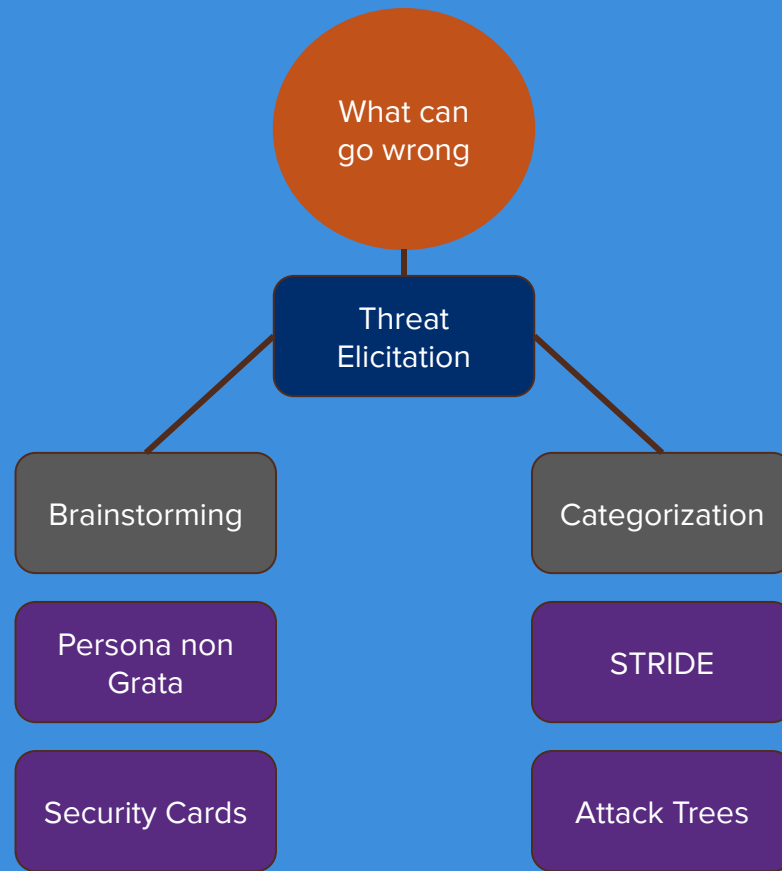 What can
go wrong
Threat
Elicitation
Brainstorming
Categorization
Persona non
Grata
STRIDE
Security Cards
Attack Trees